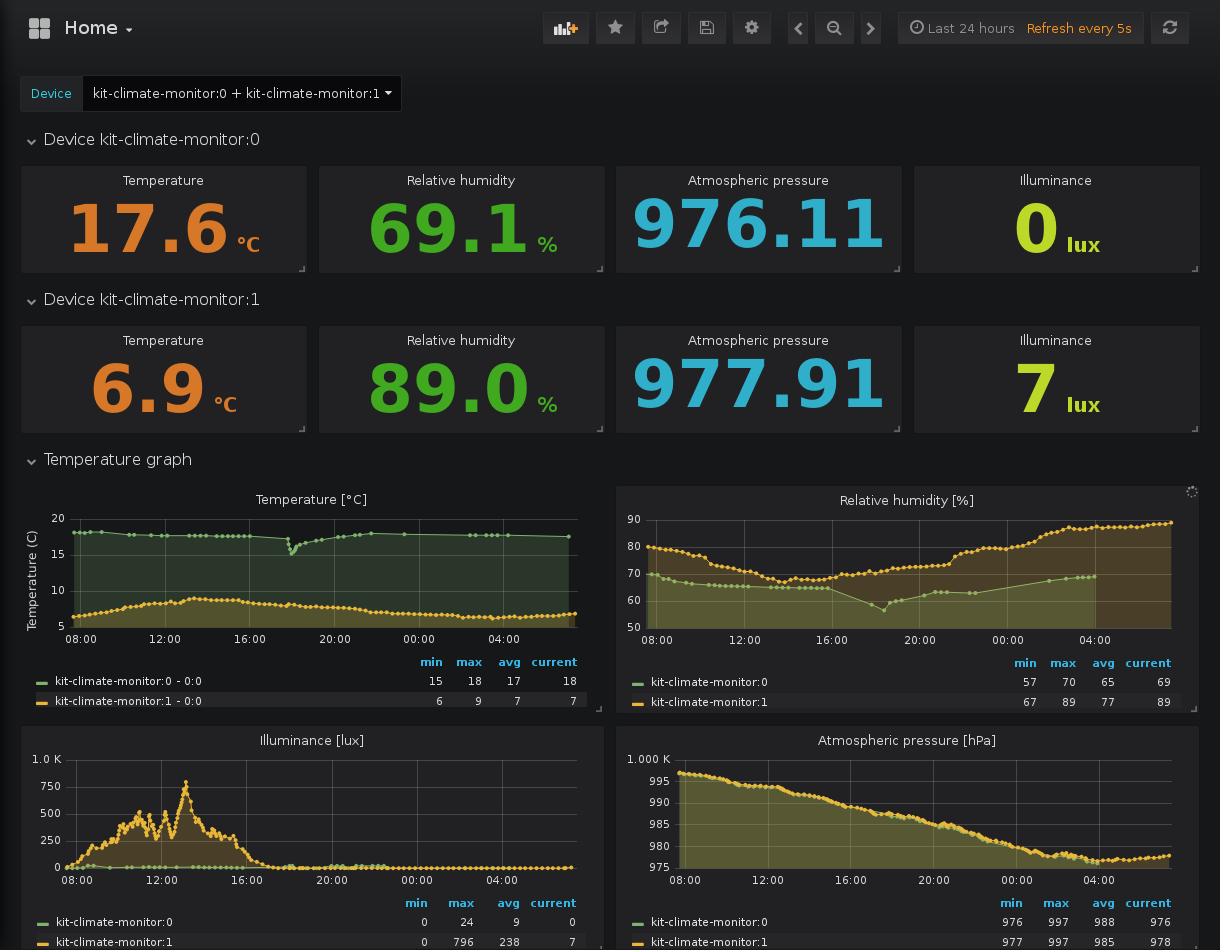 Home
Last 24 hours Refresh every 5s
Device kit-climate-monitor:0 + kit-climate-monitor:1
Device kit-climate-monitor:0
Temperature Relative humidity Atmospheric pressure Illuminance
17.6 °C 69.1 % 976.11 0 lux
Device kit-climate-monitor:1
Temperature Relative humidity Atmospheric pressure Illuminance
6.9 °C 89.0 % 977.91 7 lux
Temperature graph
Temperature [°C]
Temperature (C)
20
15
10
5
08:00 12:00 16:00 20:00 00:00 04:00
min max avg current
kit-climate-monitor:0 - 0:0 15 18 17 18
kit-climate-monitor:1 - 0:0 6 9 7 7
Relative humidity [%]
90
80
70
60
50
08:00 12:00 16:00 20:00 00:00 04:00
min max avg current
kit-climate-monitor:0 57 70 65 69
kit-climate-monitor:1 67 89 77 89
Illuminance [lux]
1.0 K
750
500
250
0
08:00 12:00 16:00 20:00 00:00 04:00
min max avg current
kit-climate-monitor:0 0 24 9 0
kit-climate-monitor:1 0 796 238 7
Atmospheric pressure [hPa]
1.000 K
995
990
985
980
975
08:00 12:00 16:00 20:00 00:00 04:00
min max avg current
kit-climate-monitor:0 976 997 988 976
kit-climate-monitor:1 977 997 985 978